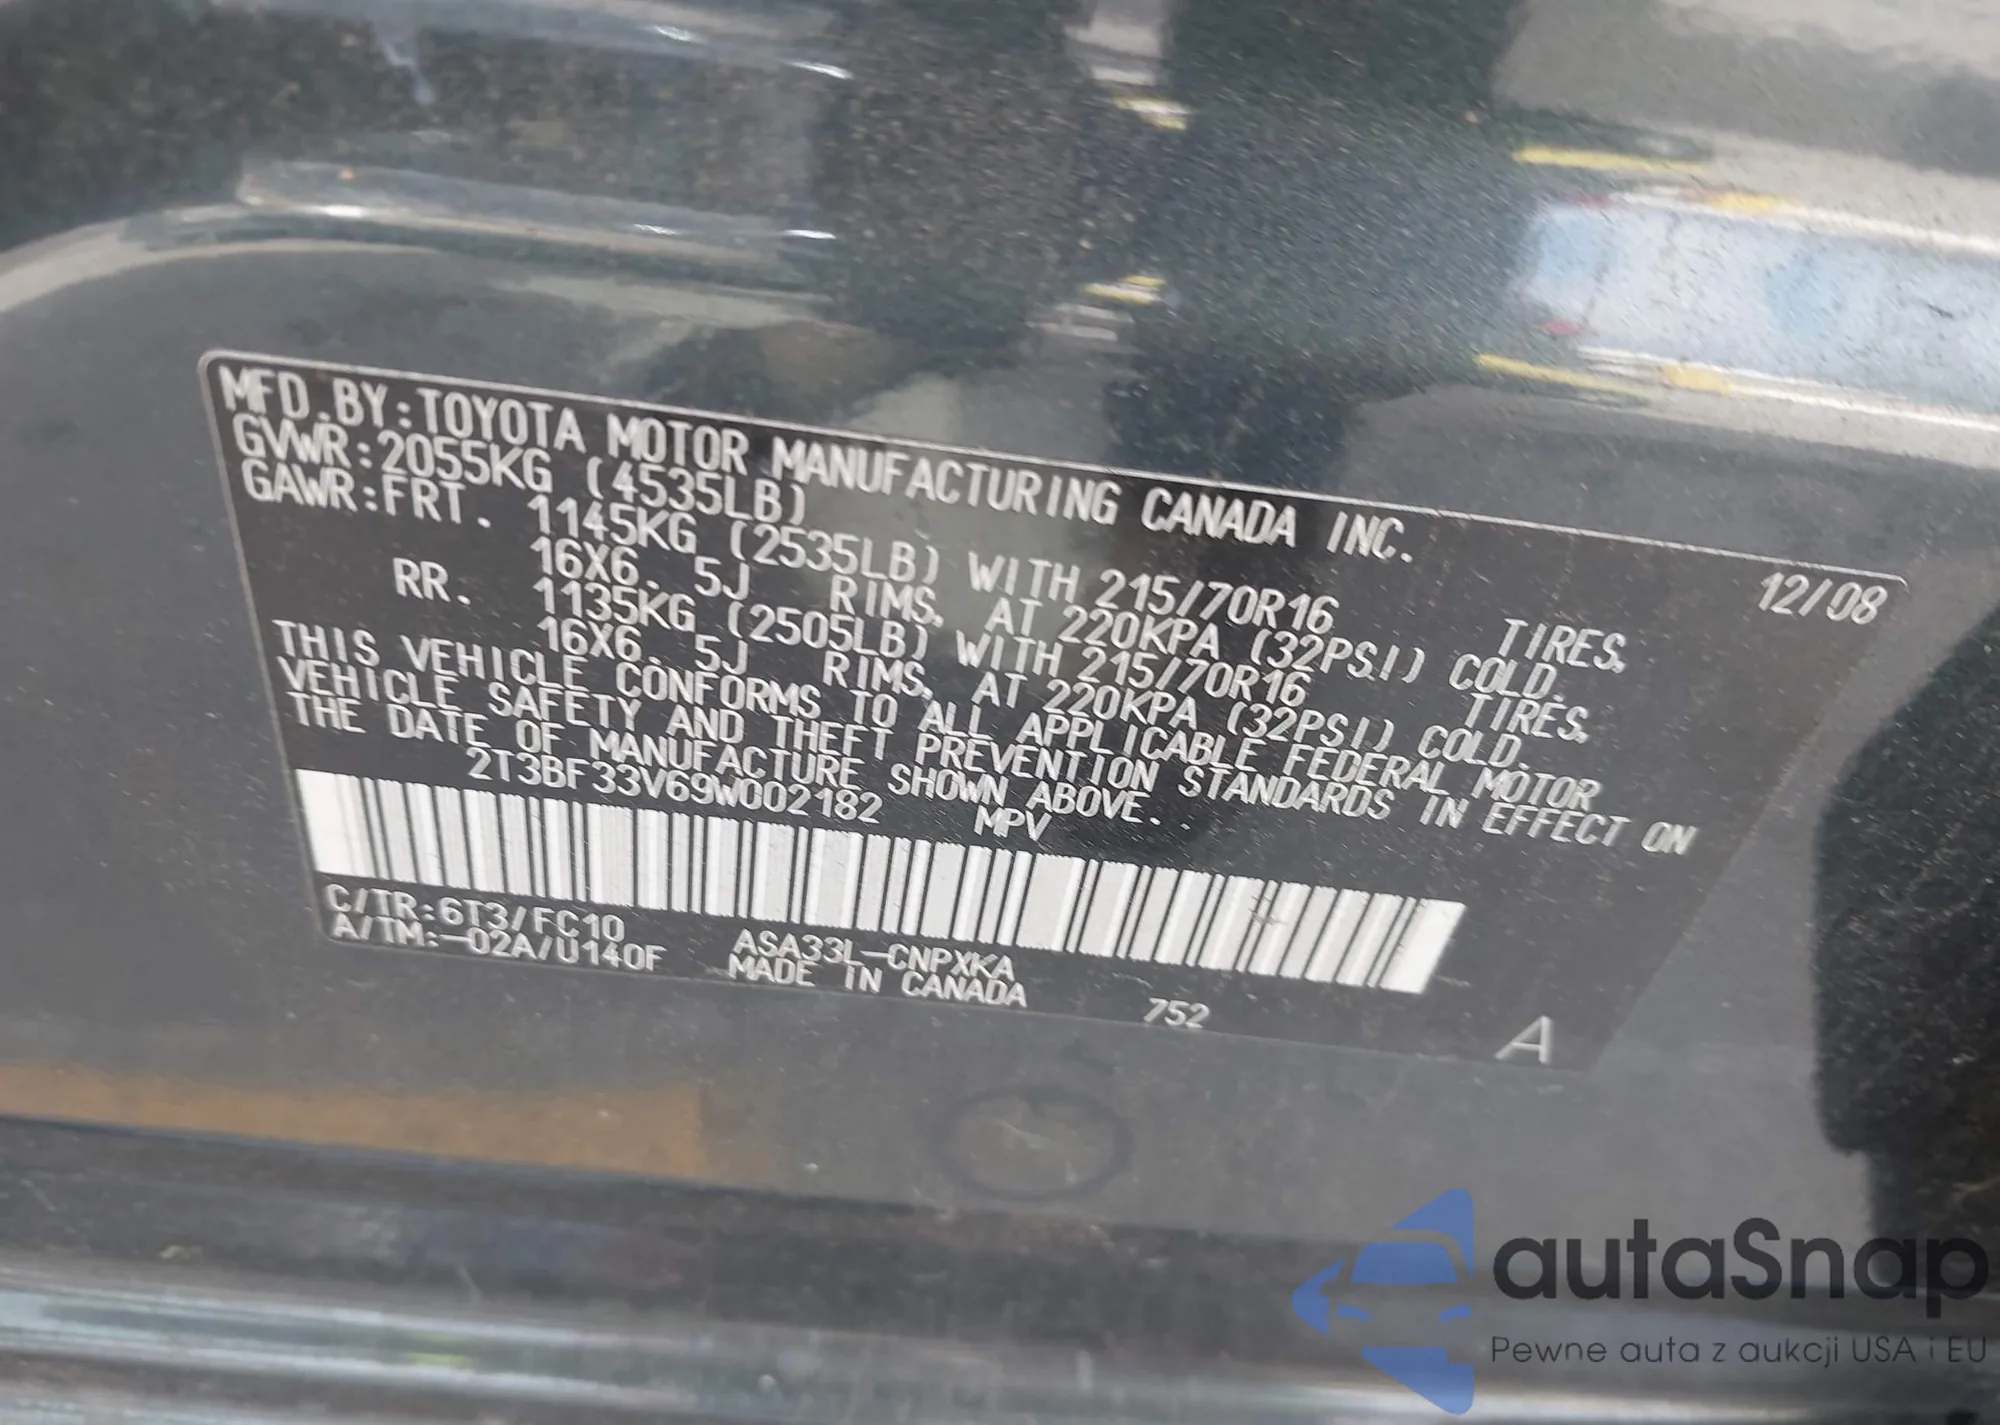 MFD.BY:TOYOTA MOTOR MANUFACTURING CANADA INC.
12/08
GVWR:2055KG (4535LB)
GAWR:FRT. 1145KG (2535LB) WITH 215/70R16 TIRES,
16X6.5J RIMS, AT 220KPA (32PSI) COLD.
RR. 1135KG (2505LB) WITH 215/70R16 TIRES,
16X6.5J RIMS, AT 220KPA (32PSI) COLD.
THIS VEHICLE CONFORMS TO ALL APPLICABLE FEDERAL MOTOR
VEHICLE SAFETY AND THEFT PREVENTION STANDARDS IN EFFECT ON
THE DATE OF MANUFACTURE SHOWN ABOVE..
2T3BF33V69W002182 MPV
C/TR:6T3/FC10 ASA33L-CNPXKA
A/TM:-02A/U140F MADE IN CANADA 752 A
autaSnap
Pewne auta z aukcji USA i EU